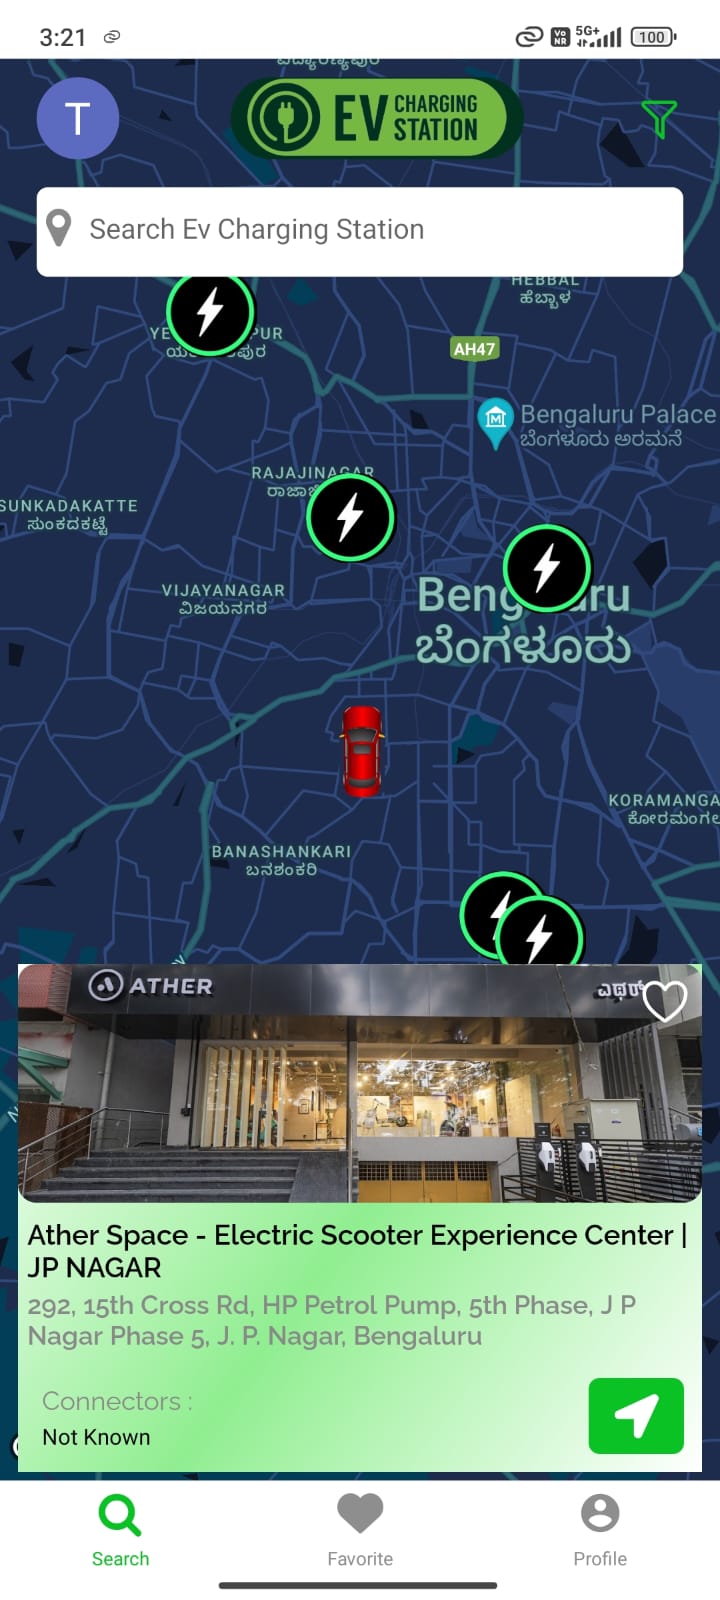 3:21
Vo
NR
5G+
100
T
EV CHARGING
STATION
Search Ev Charging Station
HEBBAL
ಹೆಬ್ಬಾಳ
AH47
Bengaluru Palace
ಬೆಂಗಳೂರು ಅರಮನೆ
RAJAJINAGAR
SUNKADAKATTE
ಸುಂಕದಕಟ್ಟೆ
VIJAYANAGAR
ವಿಜಯನಗರ
ಬೆಂಗಳೂರು
KORAMANGA
ಕೋರಮಂಗಲ
BANASHANKARI
ಬನಶಂಕರಿ
ATHER
ಎಥರ್
Ather Space - Electric Scooter Experience Center |
JP NAGAR
292, 15th Cross Rd, HP Petrol Pump, 5th Phase, J P
Nagar Phase 5, J. P. Nagar, Bengaluru
Connectors :
Not Known
Search
Favorite
Profile